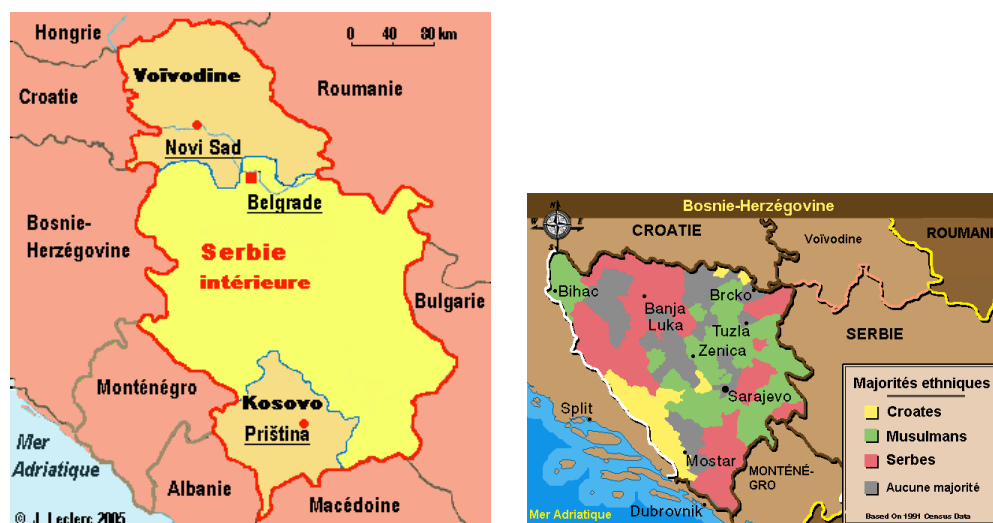 Hongrie
0 40 80 km
Voïvodine
Croatie
Roumanie
Novi Sad
Belgrade
Bosnie-
Herzégovine
Serbie
intérieure
Bulgarie
Monténégro
Kosovo
Priština
Mer
Adriatique
Albanie
Macédoine
© J. Leclerc 2005
Bosnie-Herzégovine
N
W E
S
CROATIE
Voïvodine
ROUMANI
Bihac
Brcko
Banja
Luka
Tuzla
SERBIE
Zenica
Sarajevo
Split
Mostar
MONTÉNÉ-
GRO
Dubrovnik
Mer Adriatique
Majorités ethniques
Croates
Musulmans
Serbes
Aucune majorité
Based On 1991 Census Data